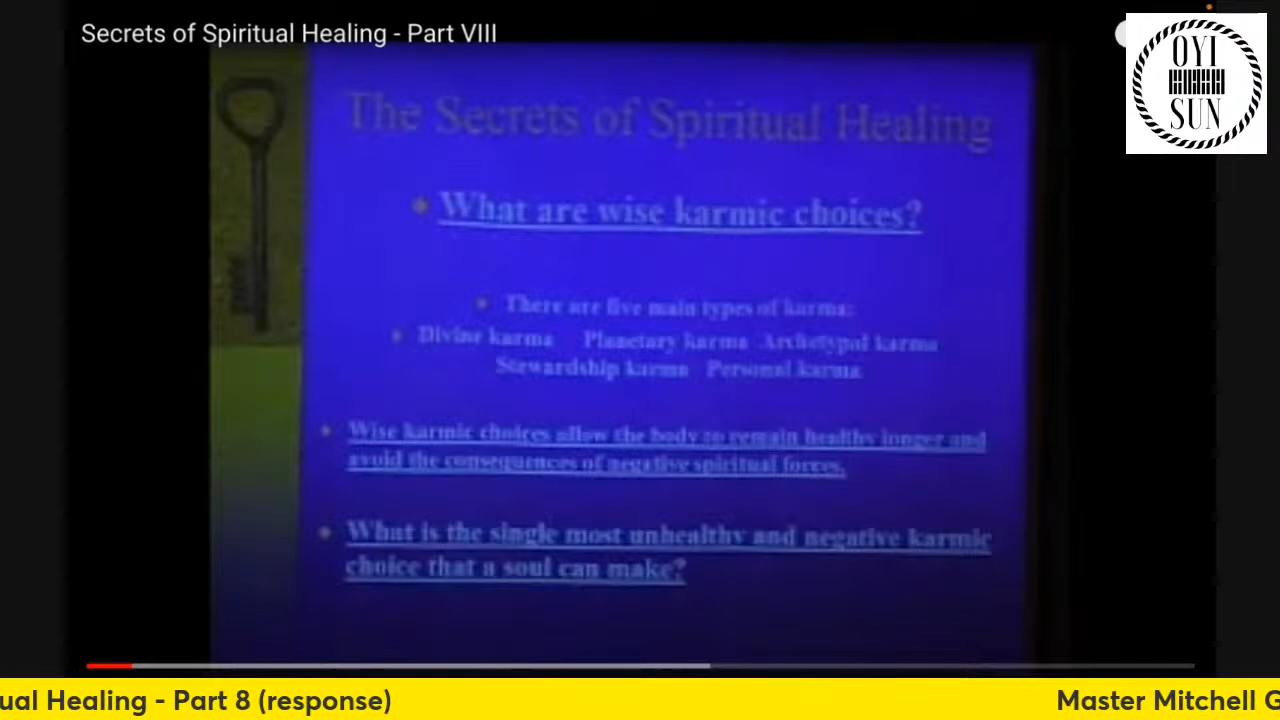 Secrets of Spiritual Healing - Part VIII
OYI
SUN
The Secrets of Spiritual Healing
What are wise karmic choices?
There are five main types of karma:
Divine karma Planetary karma Archetypal karma
Stewardship karma Personal karma
Wise karmic choices allow the body to remain healthy longer and
avoid the consequences of negative spiritual forces.
What is the single most unhealthy and negative karmic
choice that a soul can make?
ual Healing - Part 8 (response)
Master Mitchell G